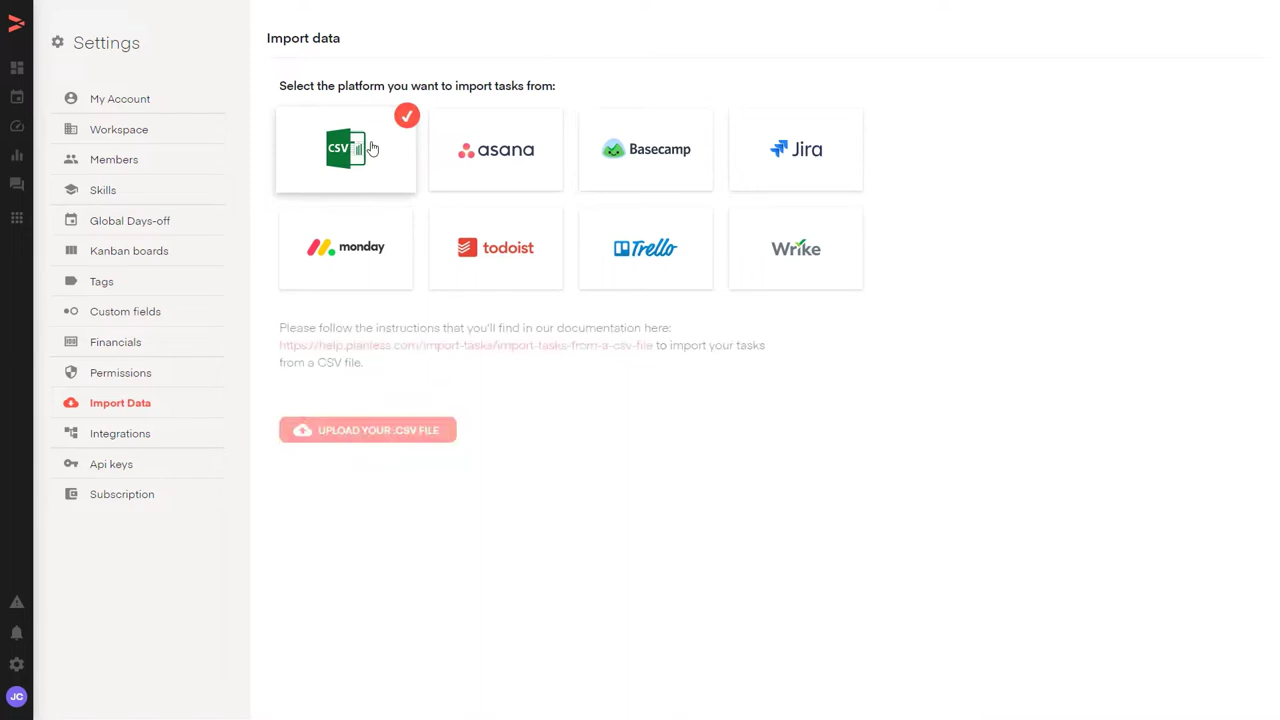 Settings
My Account
Workspace
Members
Skills
Global Days-off
Kanban boards
Tags
Custom fields
Financials
Permissions
Import Data
Integrations
Api keys
Subscription
JC
Import data
Select the platform you want to import tasks from:
CSV
asana
Basecamp
Jira
monday
todoist
Trello
Wrike
Please follow the instructions that you'll find in our documentation here:
https://help.planless.com/import-tasks/import-tasks-from-a-csv-file to import your tasks
from a CSV file.
UPLOAD YOUR .CSV FILE